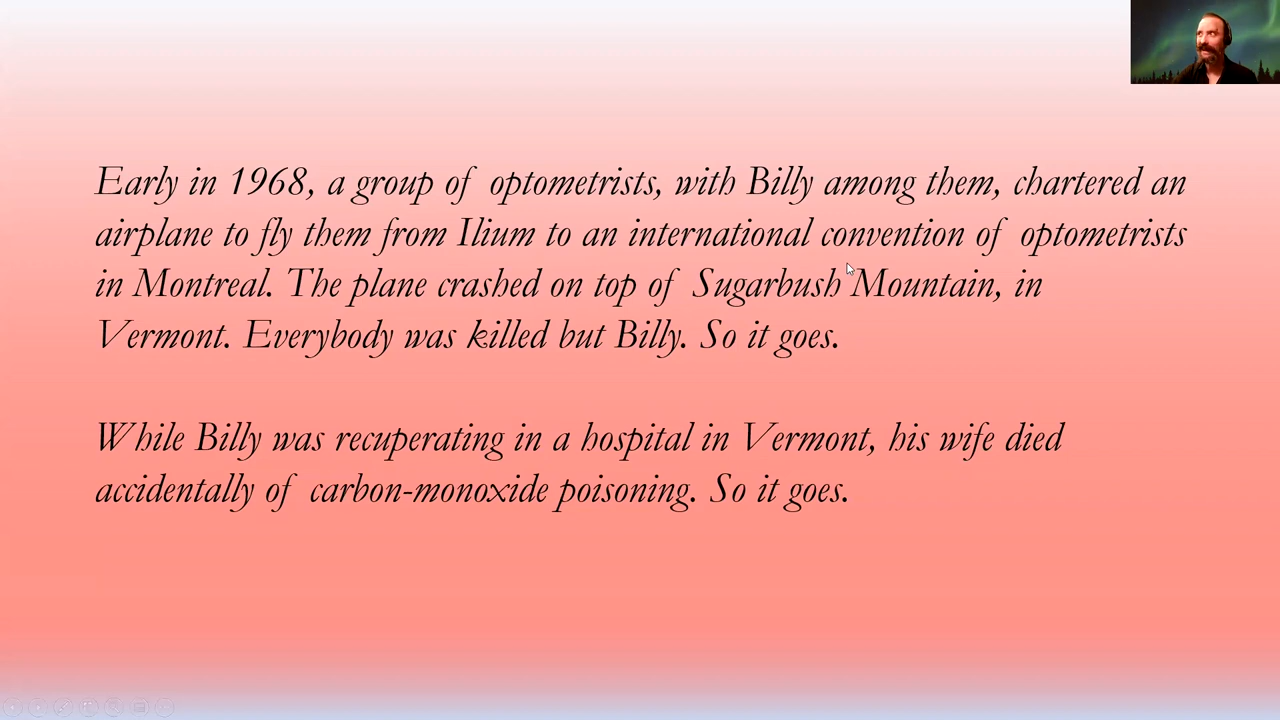 Early in 1968, a group of optometrists, with Billy among them, chartered an
airplane to fly them from Ilium to an international convention of optometrists
in Montreal. The plane crashed on top of Sugarbush Mountain, in
Vermont. Everybody was killed but Billy. So it goes.
While Billy was recuperating in a hospital in Vermont, his wife died
accidentally of carbon-monoxide poisoning. So it goes.